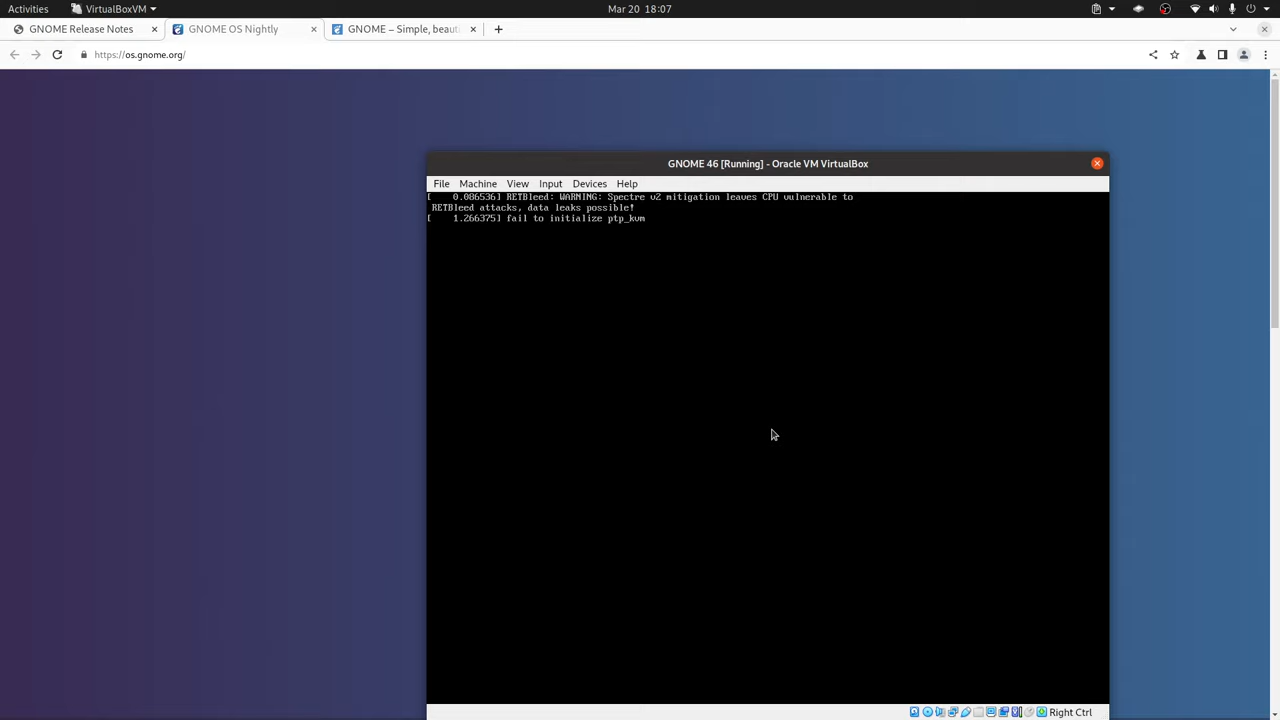 Activities
VirtualBoxVM
Mar 20 18:07
GNOME Release Notes
GNOME OS Nightly
GNOME – Simple, beaut
https://os.gnome.org/
GNOME 46 [Running] - Oracle VM VirtualBox
File Machine View Input Devices Help
[    0.086536] RETBleed: WARNING: Spectre v2 mitigation leaves CPU vulnerable to
RETBleed attacks, data leaks possible!
[    1.266375] fail to initialize ptp_kvm
Right Ctrl